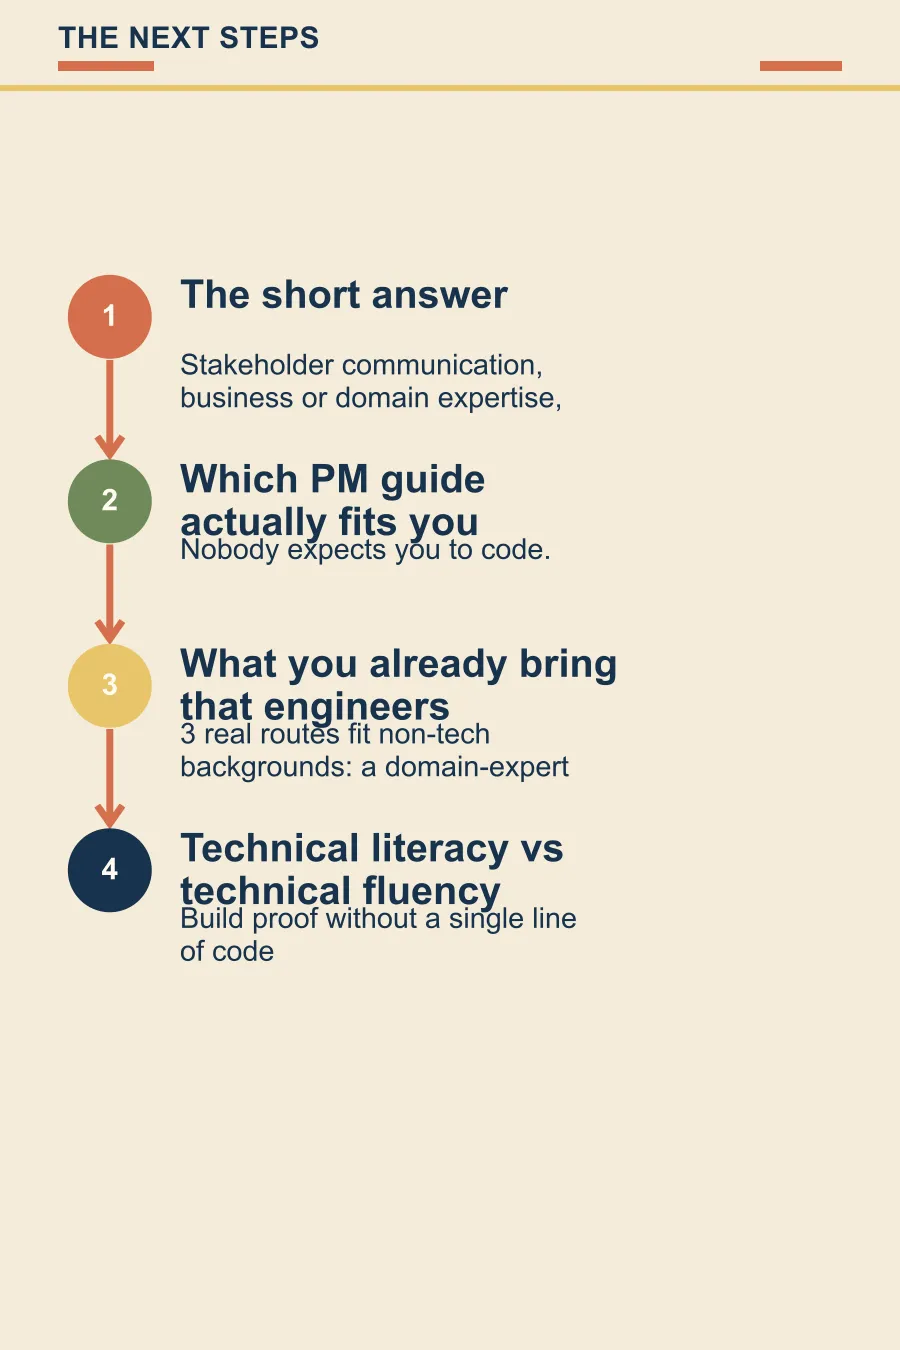 THE NEXT STEPS
1
The short answer
Stakeholder communication,
business or domain expertise,
2
Which PM guide
actually fits you
Nobody expects you to code.
3
What you already bring
that engineers
3 real routes fit non-tech
backgrounds: a domain-expert
4
Technical literacy vs
technical fluency
Build proof without a single line
of code